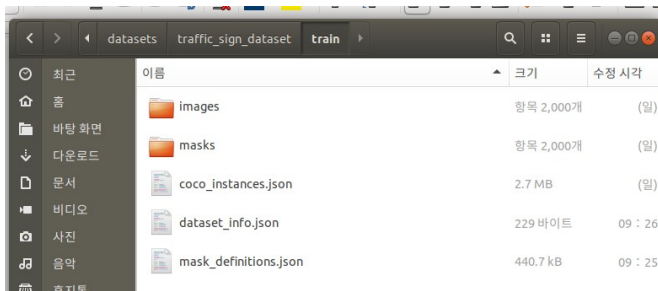 datasets traffic_sign_dataset train
이름 크기 수정 시각
최근
홈
바탕 화면
다운로드
문서
비디오
사진
음악
images 항목 2,000개 (일)
masks 항목 2,000개 (일)
coco_instances.json 2.7 MB (일)
dataset_info.json 229 바이트 09 : 26
mask_definitions.json 440.7 kB 09 : 25